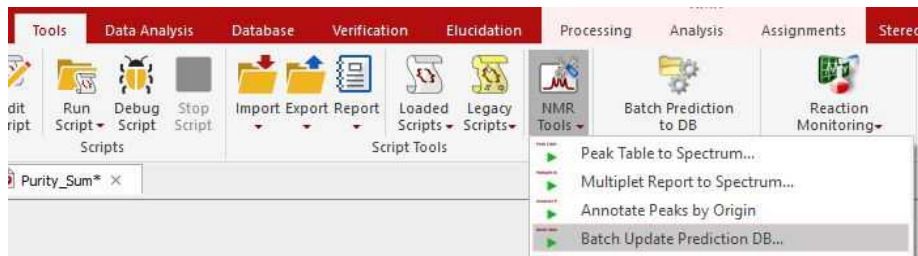 Tools Data Analysis Database Verification Elucidation Processing Analysis Assignments Stereo
dit Run Debug Stop Import Export Report Loaded Legacy NMR Batch Prediction Reaction
ript Script Script Script Scripts Scripts Tools to DB Monitoring
Scripts Script Tools
Peak Table to Spectrum...
Purity_Sum* Multiplet Report to Spectrum...
Annotate Peaks by Origin
Batch Update Prediction DB...